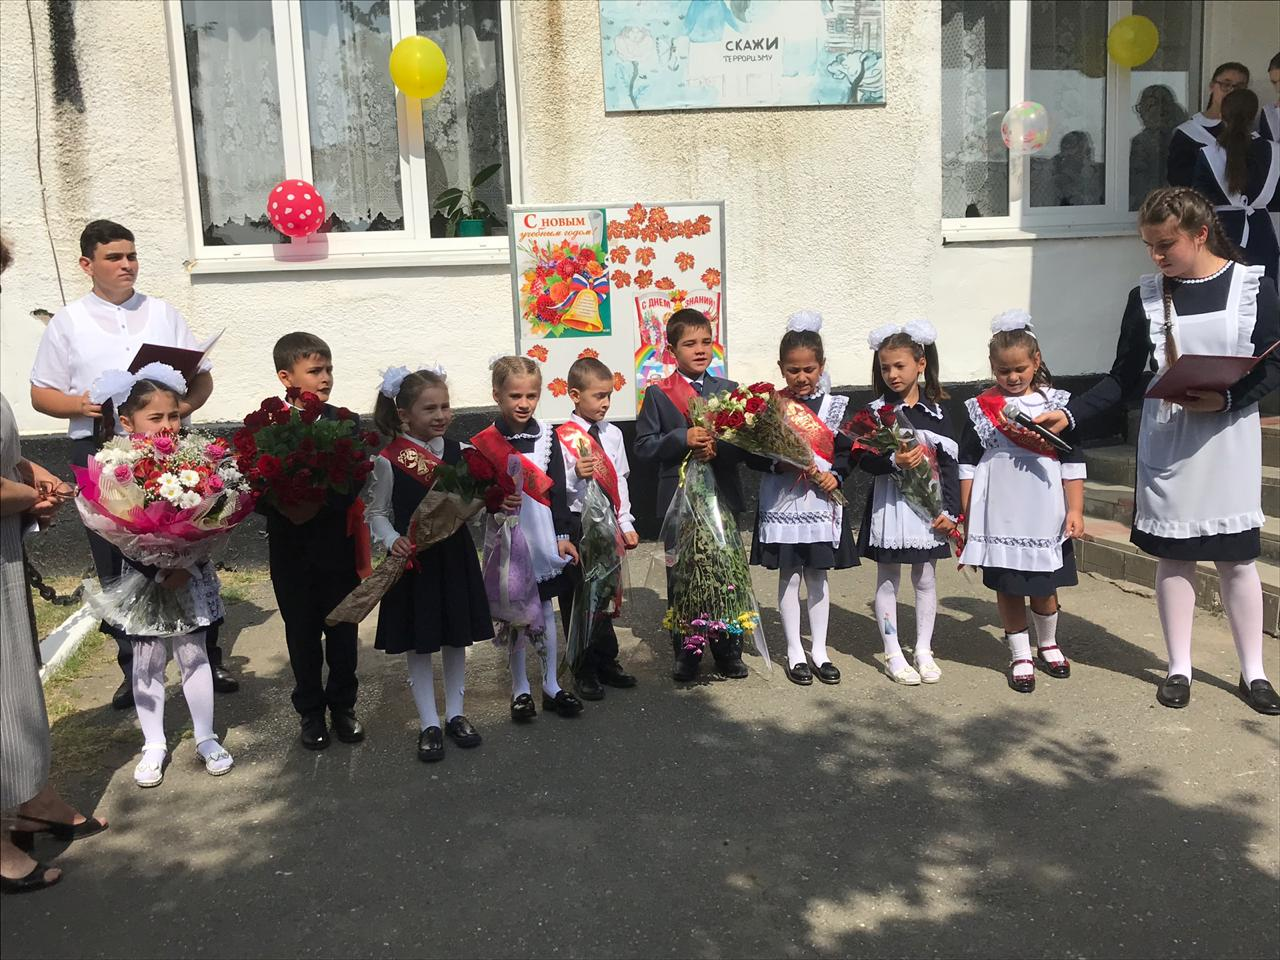 СКАЖИ
ТЕРРОРИЗМУ
С НОВЫМ
учебным годом!
С ДНЕМ ЗНАНИЙ!